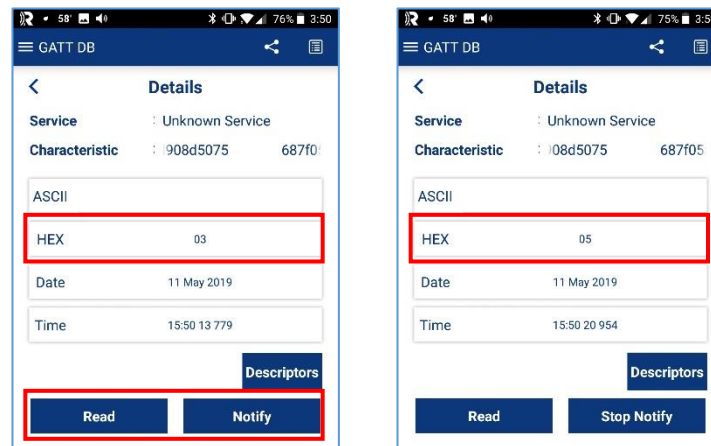 58° 76% 3:50
GATT DB
Details
Service : Unknown Service
Characteristic : 908d5075 687f0
ASCII
HEX 03
Date 11 May 2019
Time 15:50 13 779
Descriptors
Read Notify
58° 75% 3:5
GATT DB
Details
Service : Unknown Service
Characteristic : 08d5075 687f05
ASCII
HEX 05
Date 11 May 2019
Time 15:50 20 954
Descriptors
Read Stop Notify